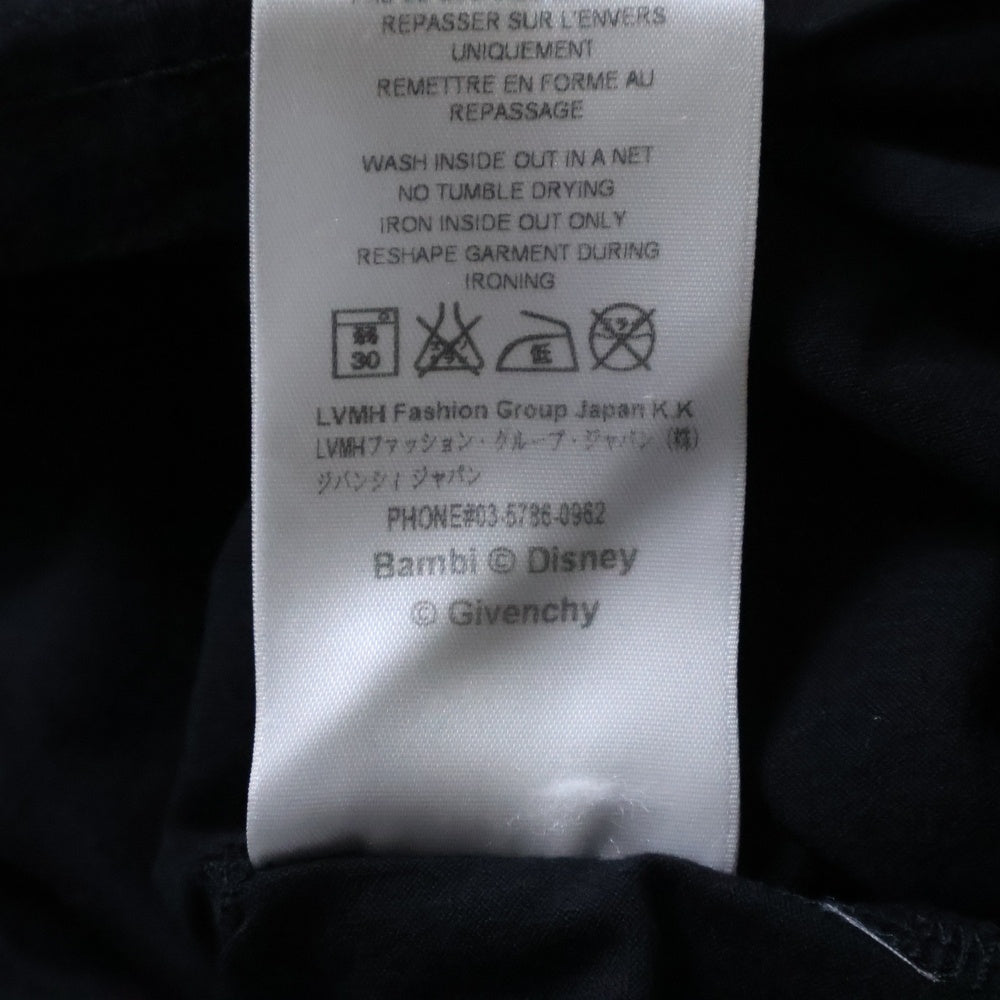 REPASSER SUR L'ENVERS
UNIQUEMENT
REMETTRE EN FORME AU
REPASSAGE
WASH INSIDE OUT IN A NET
NO TUMBLE DRYING
IRON INSIDE OUT ONLY
RESHAPE GARMENT DURING
IRONING
弱
30
低
LVMH Fashion Group Japan K.K
LVMHファッション・グループ・ジャパン (株)
ジバンシィ ジャパン
PHONE#03-5786-0962
Bambi © Disney
© Givenchy